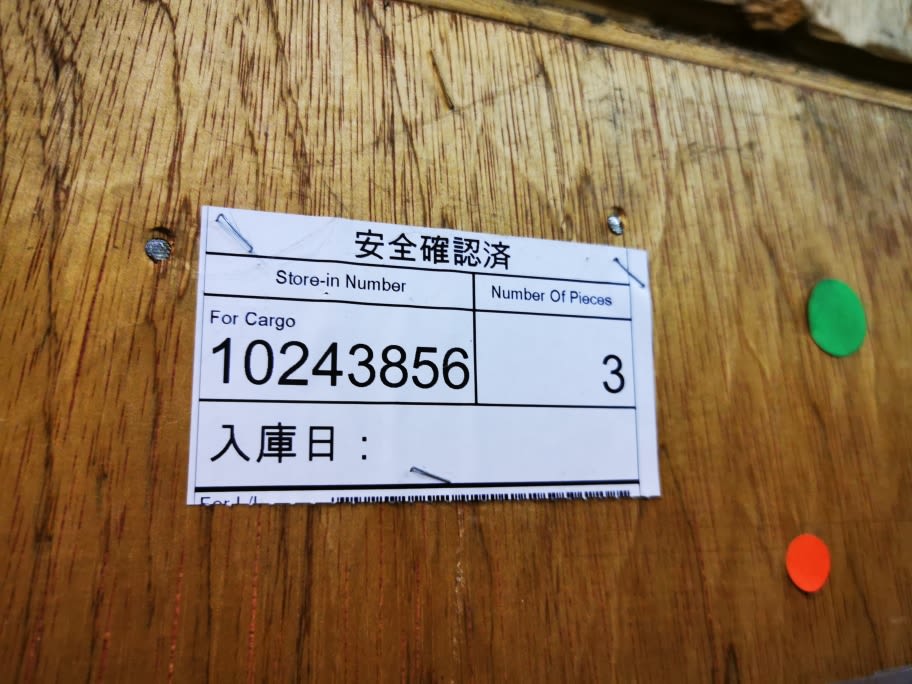 安全確認済
Store-in Number
Number Of Pieces
For Cargo
10243856
3
入庫日：